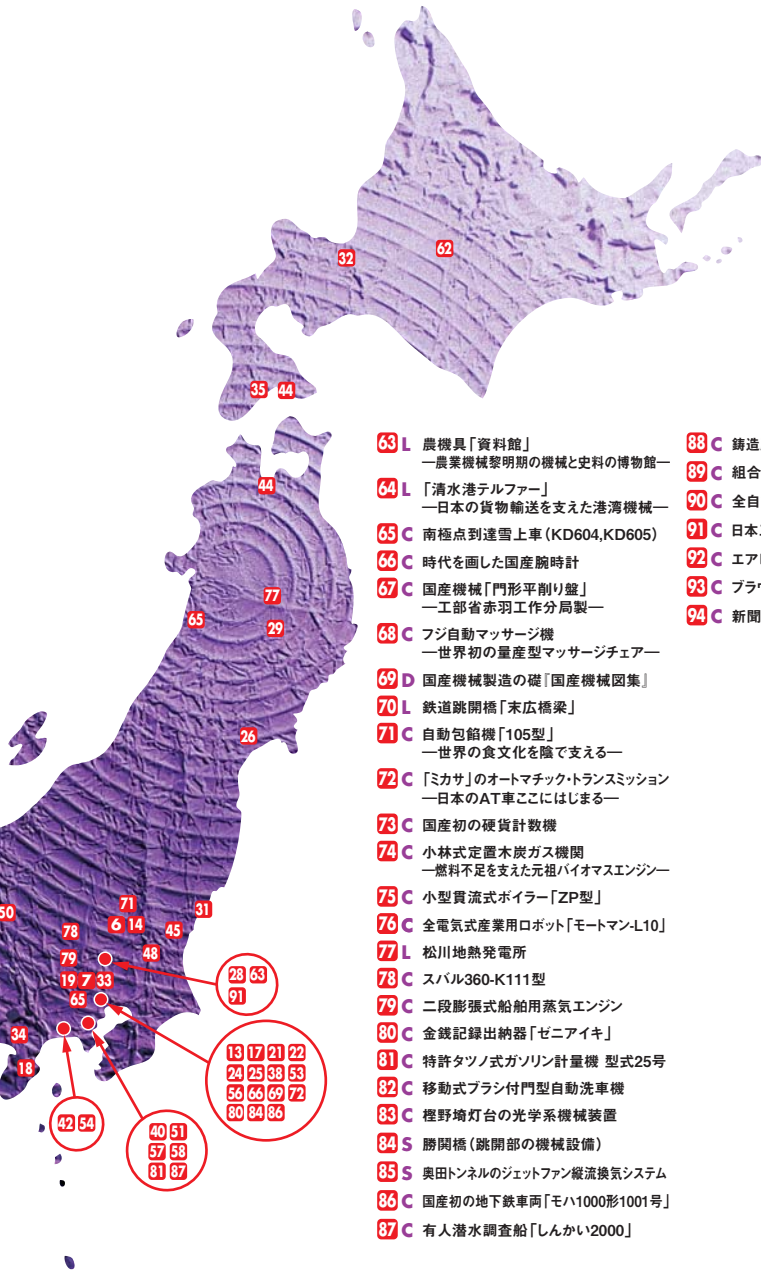 32
62
35 44
44
77
65
29
26
71
50
6 14
31
78
45
79
48
19 7 33
65
34
18
28 63
91
13 17 21 22
24 25 38 53
56 66 69 72
80 84 86
42 54
40 51
57 58
81 87
63 L 農機具「資料館」
―農業機械黎明期の機械と史料の博物館―
64 L 「清水港テルファー」
―日本の貨物輸送を支えた港湾機械―
65 C 南極点到達雪上車(KD604,KD605)
66 C 時代を画した国産腕時計
67 C 国産機械「門形平削り盤」
―工部省赤羽工作分局製―
68 C フジ自動マッサージ機
―世界初の量産型マッサージチェアー―
69 D 国産機械製造の礎『国産機械図集』
70 L 鉄道跳開橋「末広橋梁」
71 C 自動包餡機「105型」
―世界の食文化を陰で支える―
72 C 「ミカサ」のオートマチック・トランスミッション
―日本のAT車ここにはじまる―
73 C 国産初の硬貨計数機
74 C 小林式定置木炭ガス機関
―燃料不足を支えた元祖バイオマスエンジン―
75 C 小型貫流式ボイラー「ZP型」
76 C 全電気式産業用ロボット「モートマン-L10」
77 L 松川地熱発電所
78 C スバル360-K111型
79 C 二段膨張式船舶用蒸気エンジン
80 C 金銭記録出納器「ゼニアイキ」
81 C 特許タツノ式ガソリン計量機 型式25号
82 C 移動式ブラシ付門型自動洗車機
83 C 樫野埼灯台の光学系機械装置
84 S 勝鬨橋(跳開部の機械設備)
85 S 奥田トンネルのジェットファン縦流換気システム
86 C 国産初の地下鉄車両「モハ1000形1001号」
87 C 有人潜水調査船「しんかい2000」
88 C 鋳造
89 C 組合
90 C 全自
91 C 日本
92 C エア
93 C ブラ
94 C 新聞